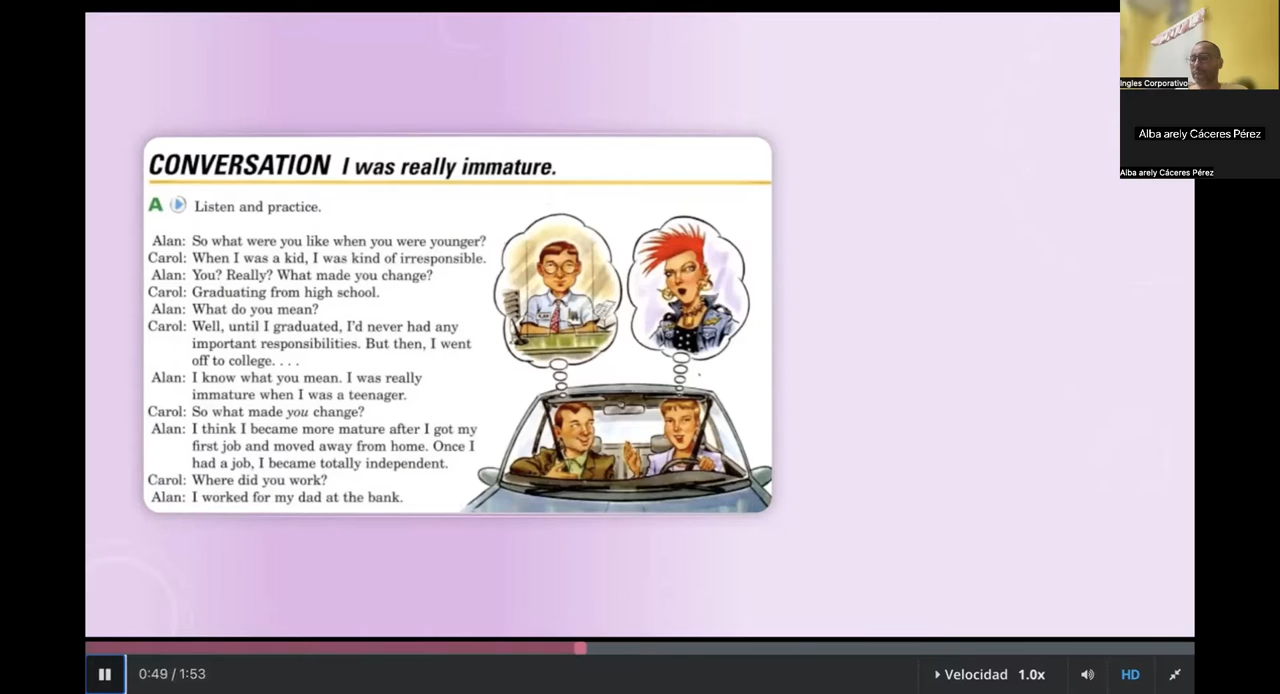 CONVERSATION I was really immature.
A Listen and practice.
Alan: So what were you like when you were younger?
Carol: When I was a kid, I was kind of irresponsible.
Alan: You? Really? What made you change?
Carol: Graduating from high school.
Alan: What do you mean?
Carol: Well, until I graduated, I'd never had any
important responsibilities. But then, I went
off to college. . . .
Alan: I know what you mean. I was really
immature when I was a teenager.
Carol: So what made you change?
Alan: I think I became more mature after I got my
first job and moved away from home. Once I
had a job, I became totally independent.
Carol: Where did you work?
Alan: I worked for my dad at the bank.
Ingles Corporativo
Alba arely Cáceres Pérez
Alba arely Cáceres Pérez
0:49 / 1:53
Velocidad 1.0x
HD